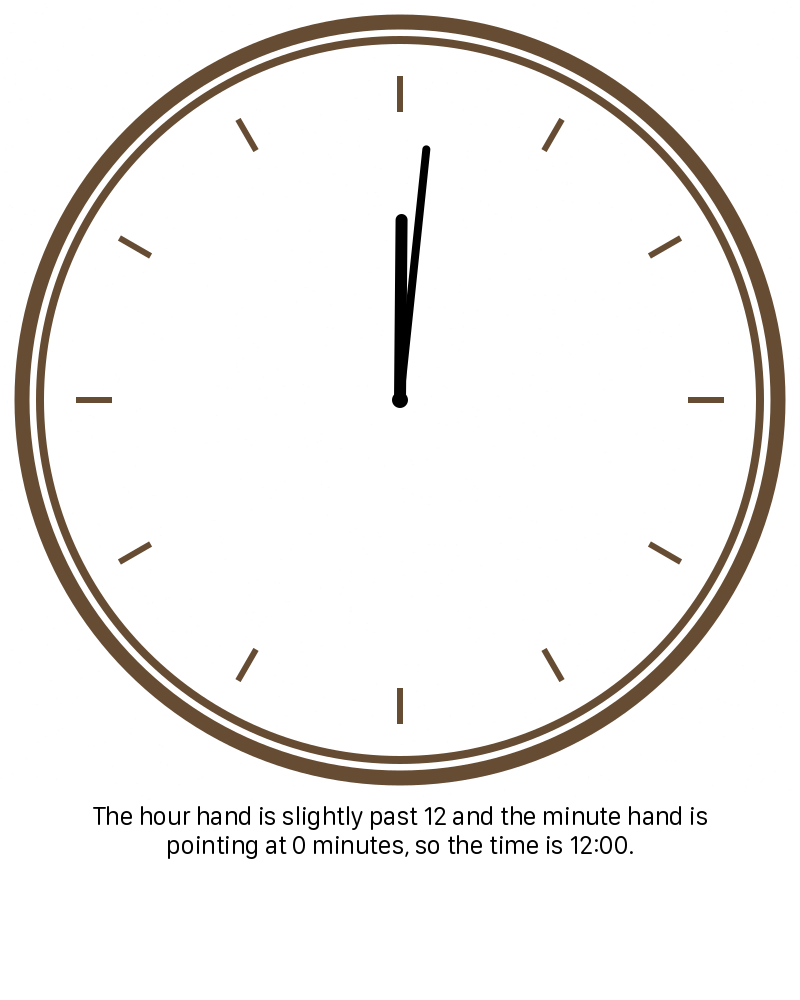 The hour hand is slightly past 12 and the minute hand is
pointing at 0 minutes, so the time is 12:00.